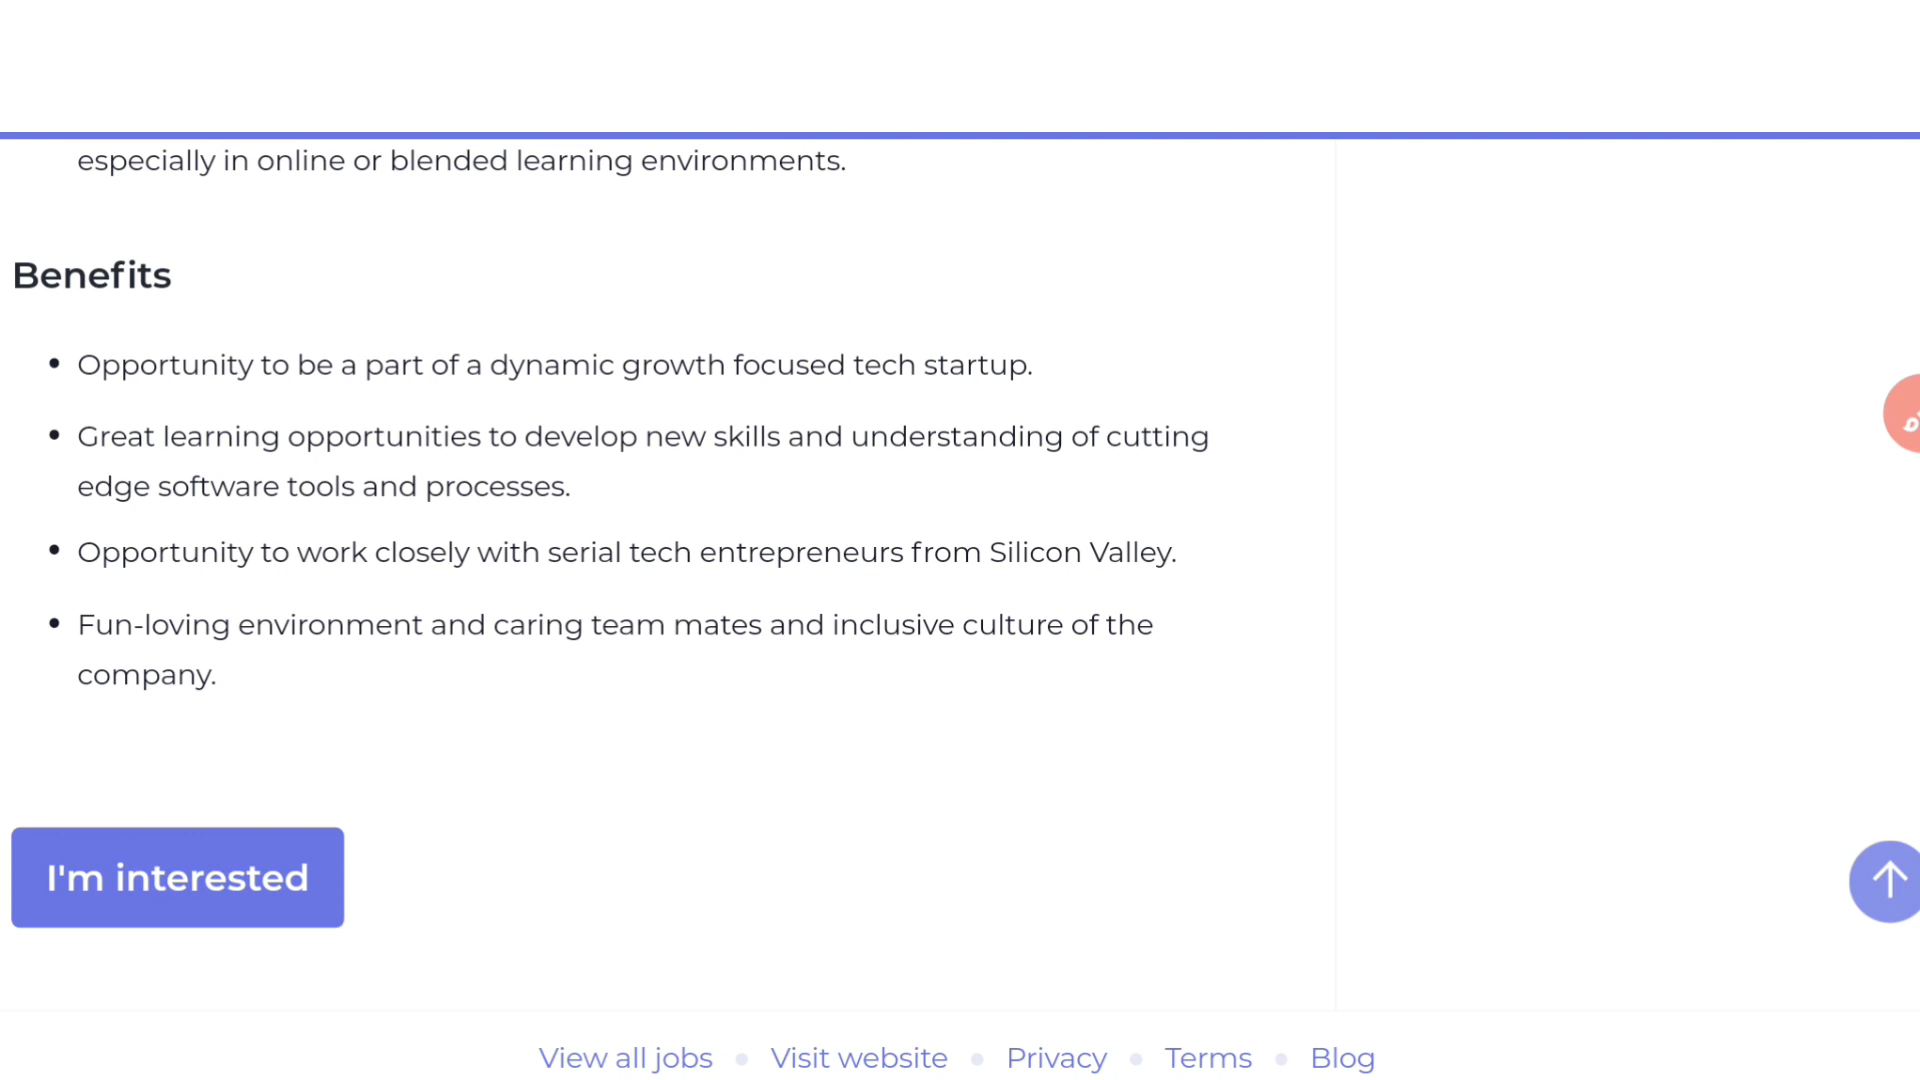 especially in online or blended learning environments.
Benefits
Opportunity to be a part of a dynamic growth focused tech startup.
Great learning opportunities to develop new skills and understanding of cutting
edge software tools and processes.
Opportunity to work closely with serial tech entrepreneurs from Silicon Valley.
Fun-loving environment and caring team mates and inclusive culture of the
company.
I'm interested
View all jobs
Visit website
Privacy
Terms
Blog